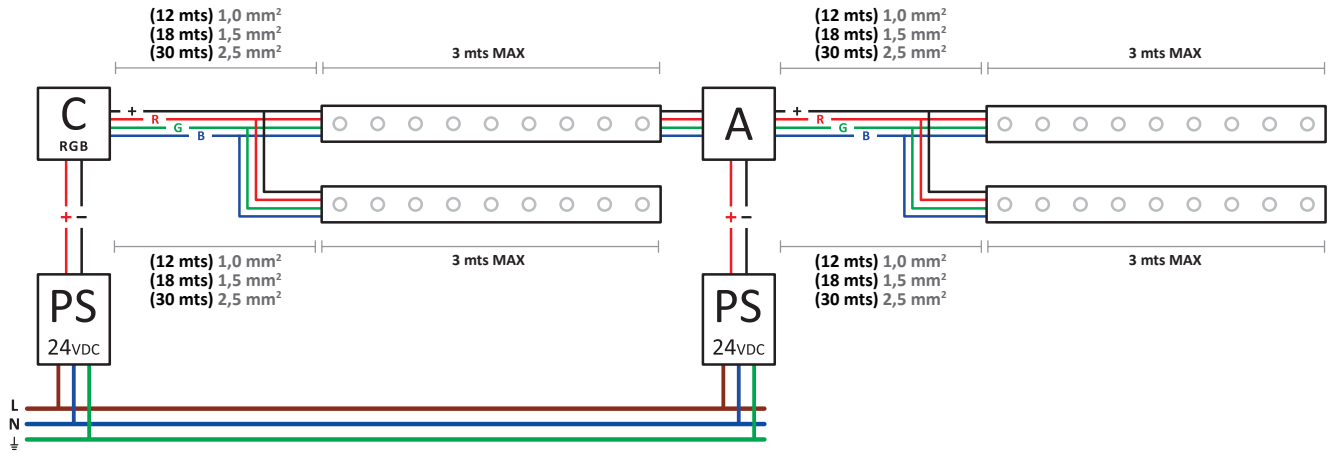 (12 mts) 1,0 mm²
(18 mts) 1,5 mm²
(30 mts) 2,5 mm²
3 mts MAX
(12 mts) 1,0 mm²
(18 mts) 1,5 mm²
(30 mts) 2,5 mm²
3 mts MAX
C
RGB
+
R
G
B
A
+
R
G
B
+ −
+ −
(12 mts) 1,0 mm²
(18 mts) 1,5 mm²
(30 mts) 2,5 mm²
3 mts MAX
(12 mts) 1,0 mm²
(18 mts) 1,5 mm²
(30 mts) 2,5 mm²
3 mts MAX
PS
24VDC
PS
24VDC
L
N